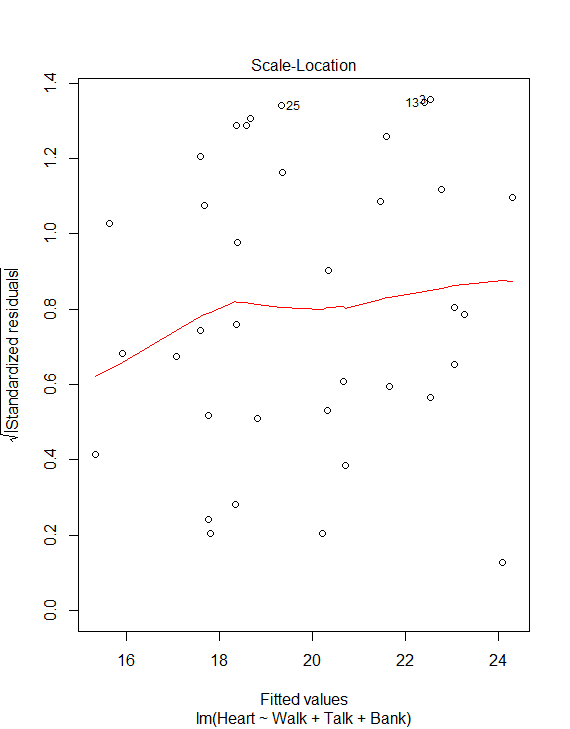 Scale-Location
√|Standardized residuals|
1.4
1.2
1.0
0.8
0.6
0.4
0.2
0.0
25
13
3
16 18 20 22 24
Fitted values
lm(Heart ~ Walk + Talk + Bank)